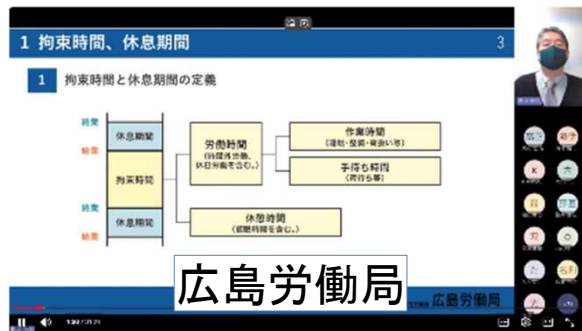 1 拘束時間、休息期間
3
1 拘束時間と休息期間の定義
終業
休息期間
始業
拘束時間
終業
休息期間
始業
労働時間
(時間外労働、
休日労働を含む。)
作業時間
(運転・整備・荷扱い等)
手待ち時間
(荷待ち等)
休憩時間
(仮眠時間を含む。)
広島労働局
広島労働局